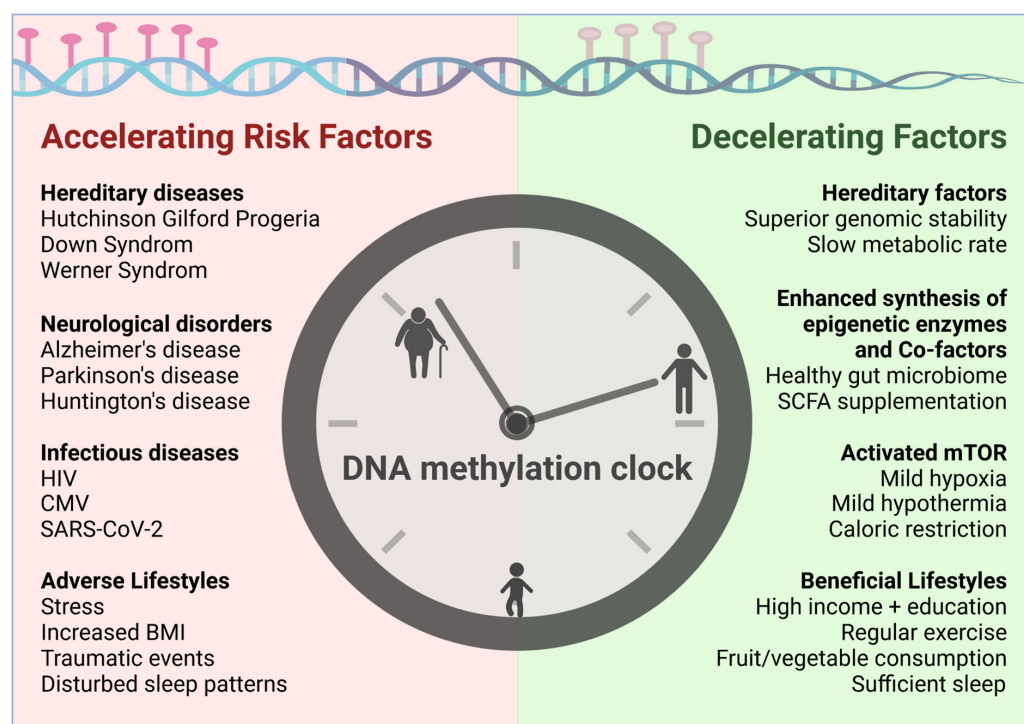 Accelerating Risk Factors
Hereditary diseases
Hutchinson Gilford Progeria
Down Syndrom
Werner Syndrom
Neurological disorders
Alzheimer's disease
Parkinson's disease
Huntington's disease
Infectious diseases
HIV
CMV
SARS-CoV-2
Adverse Lifestyles
Stress
Increased BMI
Traumatic events
Disturbed sleep patterns
DNA methylation clock
Decelerating Factors
Hereditary factors
Superior genomic stability
Slow metabolic rate
Enhanced synthesis of
epigenetic enzymes
and Co-factors
Healthy gut microbiome
SCFA supplementation
Activated mTOR
Mild hypoxia
Mild hypothermia
Caloric restriction
Beneficial Lifestyles
High income + education
Regular exercise
Fruit/vegetable consumption
Sufficient sleep